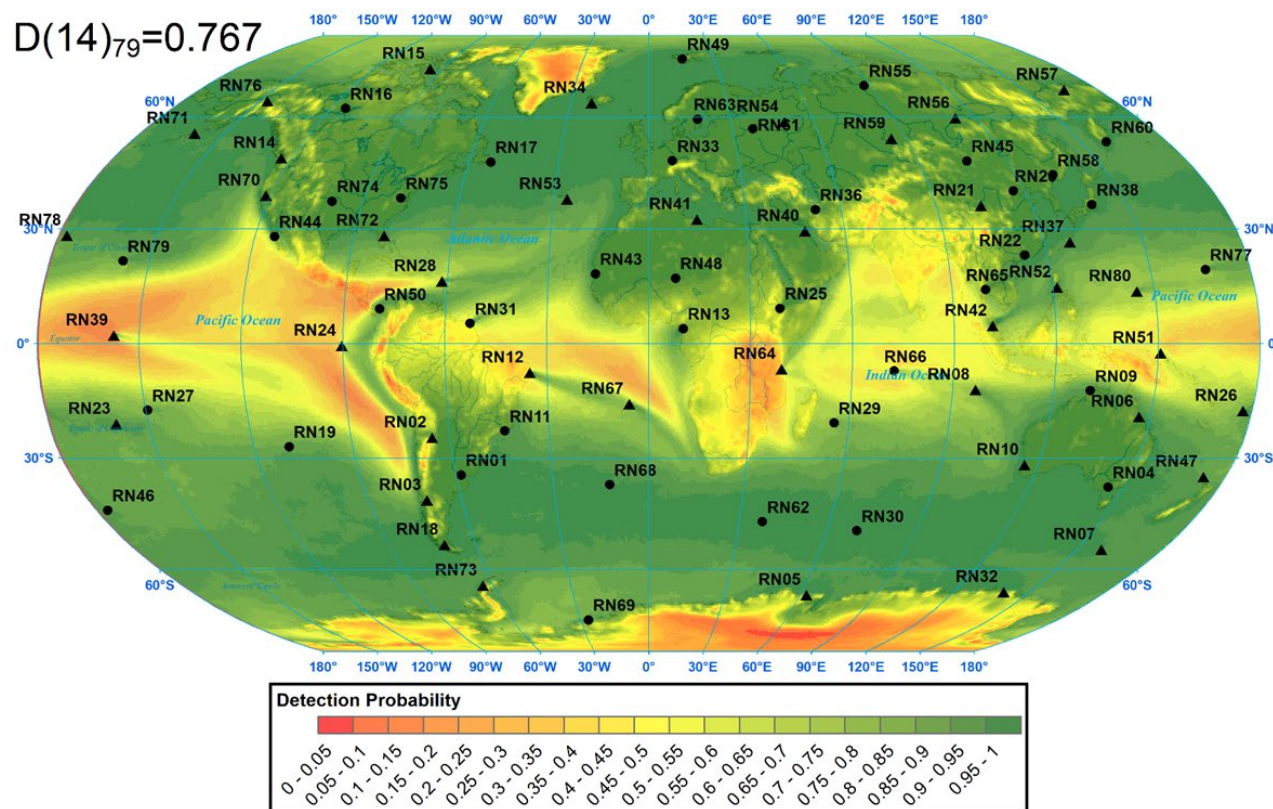 D(14)79=0.767
180° 150°W 120°W 90°W 60°W 30°W 0° 30°E 60°E 90°E 120°E 150°E 180°
RN15
RN49
RN34
RN55
RN57
RN76
RN16
60°N
60°N
RN71
RN63
RN54
RN56
RN61
RN59
RN60
RN14
RN17
RN33
RN45
RN58
RN70
RN74
RN75
RN53
RN36
RN21
RN20
RN38
RN78
RN44
RN72
RN41
RN40
RN37
30°N
30°N
Atlantic Ocean
RN79
RN22
RN28
RN43
RN48
RN65
RN52
RN77
RN80
Pacific Ocean
RN50
RN31
RN25
RN39
Pacific Ocean
RN24
RN13
RN42
Equator
0°
0°
RN51
RN12
RN64
RN66
Indian Ocean
RN08
RN09
RN67
RN27
RN23
RN06
RN26
RN11
RN29
RN02
RN19
30°S
30°S
RN01
RN68
RN10
RN04
RN47
RN03
RN46
RN62
RN30
RN18
RN07
RN73
RN05
RN32
60°S
Antarctic Circle
60°S
RN69
180° 150°W 120°W 90°W 60°W 30°W 0° 30°E 60°E 90°E 120°E 150°E 180°
Detection Probability
0 - 0.05
0.05 - 0.1
0.1 - 0.15
0.15 - 0.2
0.2 - 0.25
0.25 - 0.3
0.3 - 0.35
0.35 - 0.4
0.4 - 0.45
0.45 - 0.5
0.5 - 0.55
0.55 - 0.6
0.6 - 0.65
0.65 - 0.7
0.7 - 0.75
0.75 - 0.8
0.8 - 0.85
0.85 - 0.9
0.9 - 0.95
0.95 - 1